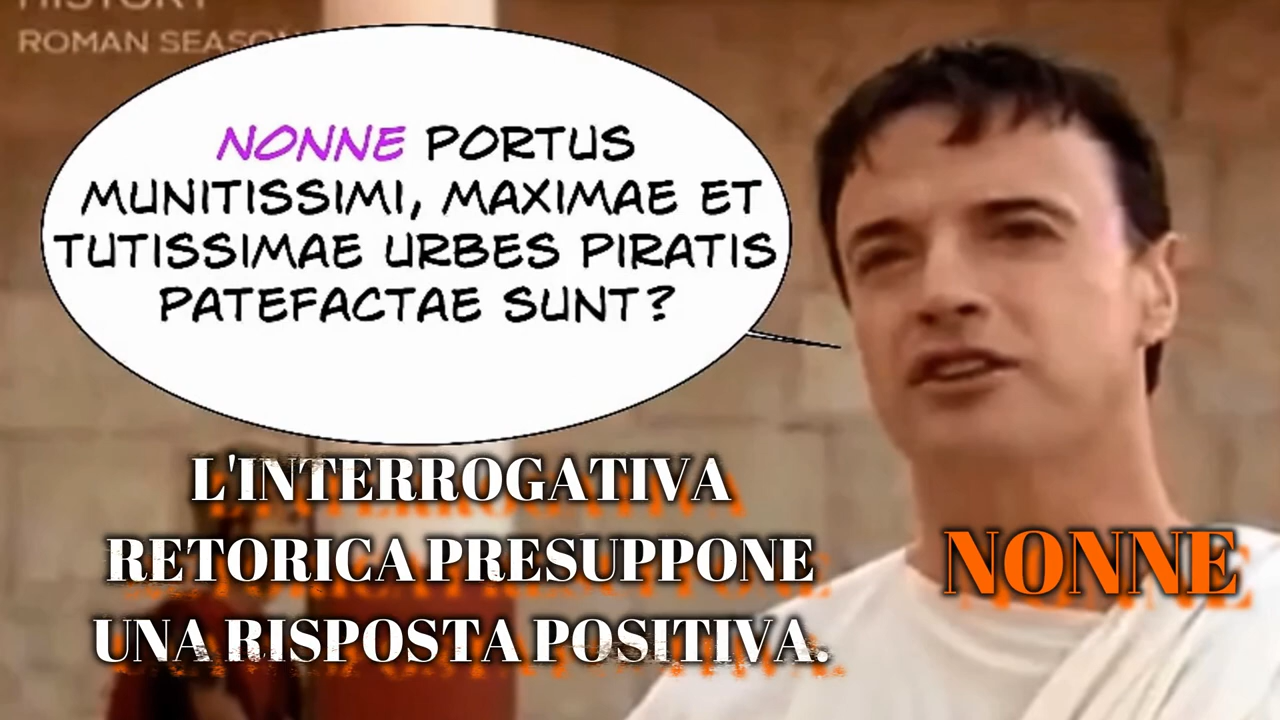 HISTORY
ROMAN SEASON
NONNE PORTUS
MUNITISSIMI, MAXIMAE ET
TUTISSIMAE URBES PIRATIS
PATEFACTAE SUNT?
L'INTERROGATIVA
RETORICA PRESUPPONE
UNA RISPOSTA POSITIVA.
NONNE